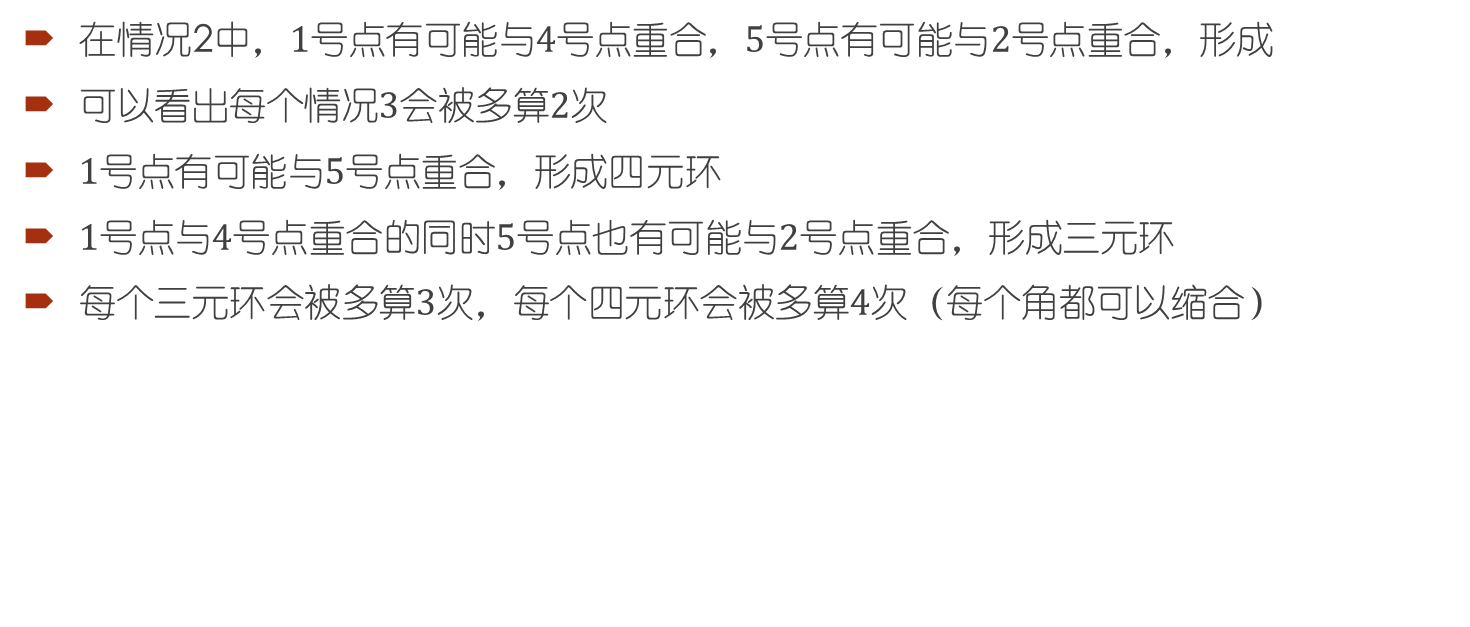 在情况2中，1号点有可能与4号点重合，5号点有可能与2号点重合，形成
可以看出每个情况3会被多算2次
1号点有可能与5号点重合，形成四元环
1号点与4号点重合的同时5号点也有可能与2号点重合，形成三元环
每个三元环会被多算3次，每个四元环会被多算4次（每个角都可以缩合）